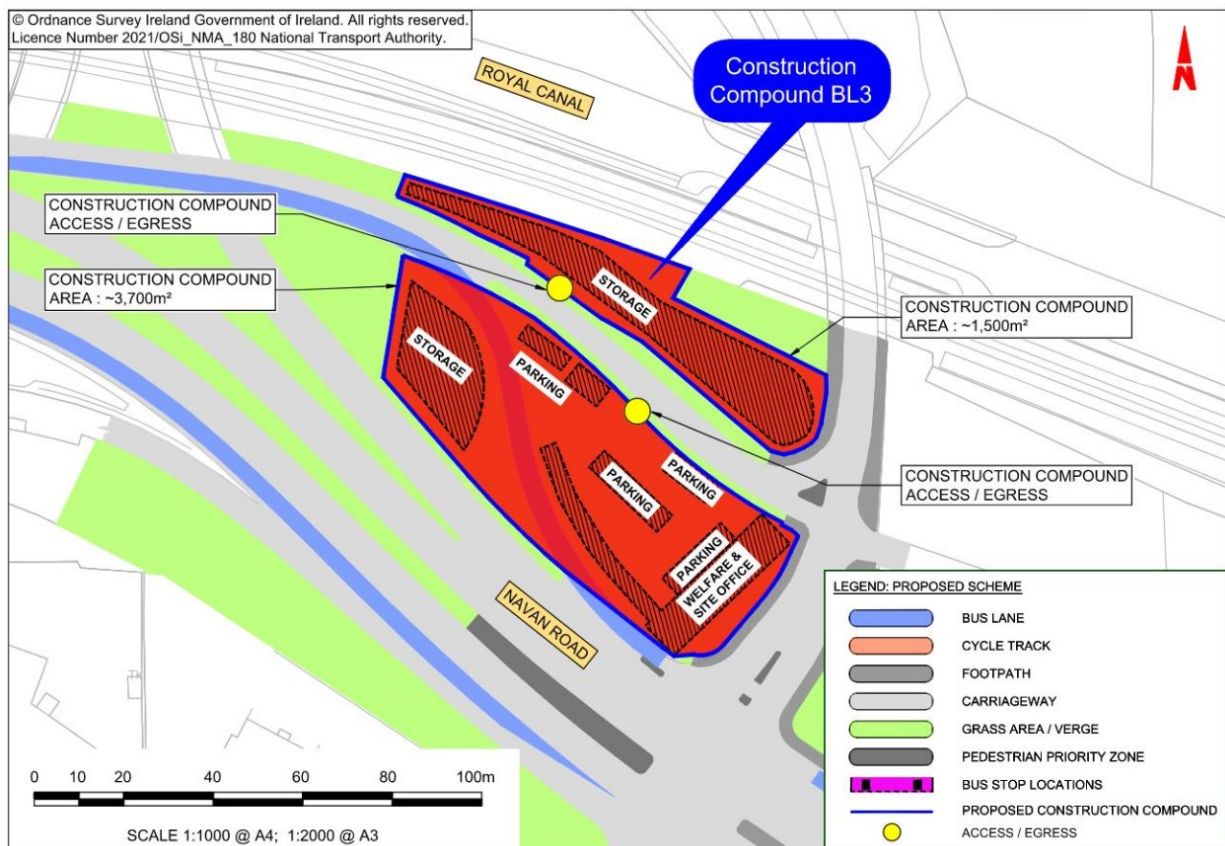 © Ordnance Survey Ireland Government of Ireland. All rights reserved.
Licence Number 2021/OSi_NMA_180 National Transport Authority.
ROYAL CANAL
Construction
Compound BL3
N
CONSTRUCTION COMPOUND
ACCESS / EGRESS
CONSTRUCTION COMPOUND
AREA : ~3,700m²
STORAGE
CONSTRUCTION COMPOUND
AREA : ~1,500m²
STORAGE
PARKING
PARKING
PARKING
CONSTRUCTION COMPOUND
ACCESS / EGRESS
PARKING
WELFARE &
SITE OFFICE
NAVAN ROAD
LEGEND: PROPOSED SCHEME
BUS LANE
CYCLE TRACK
FOOTPATH
CARRIAGEWAY
GRASS AREA / VERGE
PEDESTRIAN PRIORITY ZONE
BUS STOP LOCATIONS
PROPOSED CONSTRUCTION COMPOUND
ACCESS / EGRESS
0 10 20 40 60 80 100m
SCALE 1:1000 @ A4; 1:2000 @ A3